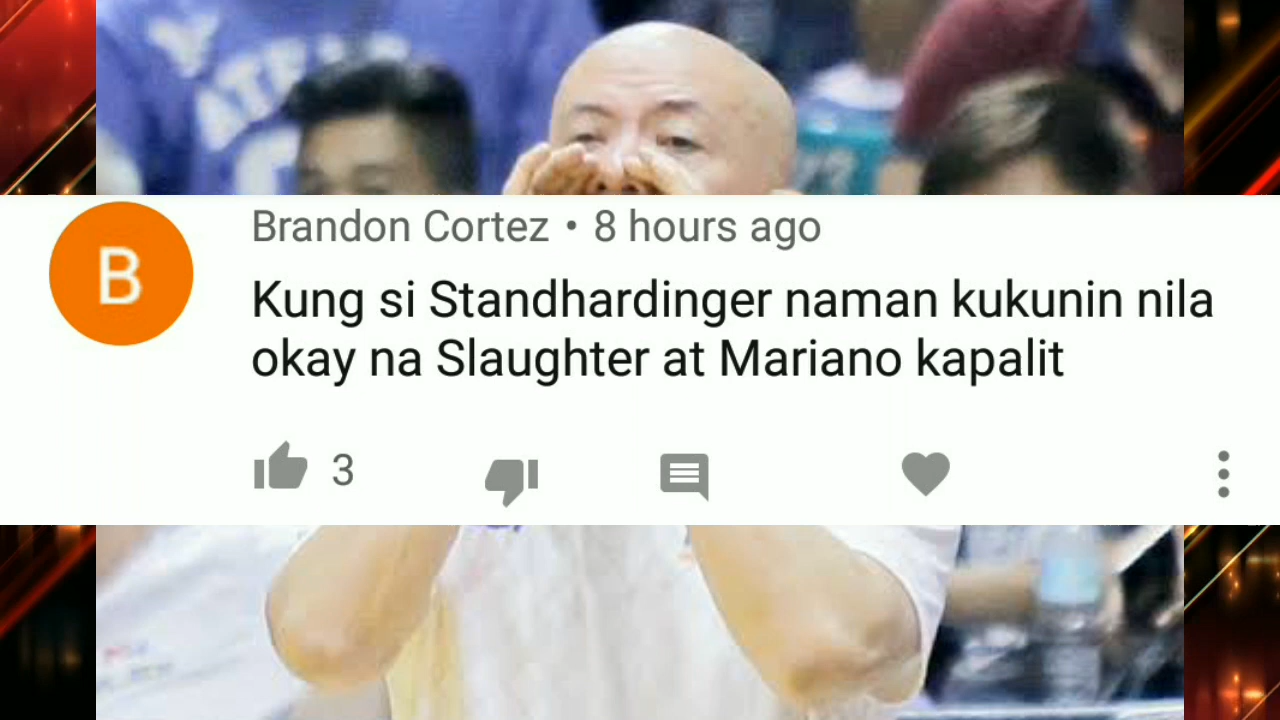 B
Brandon Cortez • 8 hours ago
Kung si Standhardinger naman kukunin nila
okay na Slaughter at Mariano kapalit
3